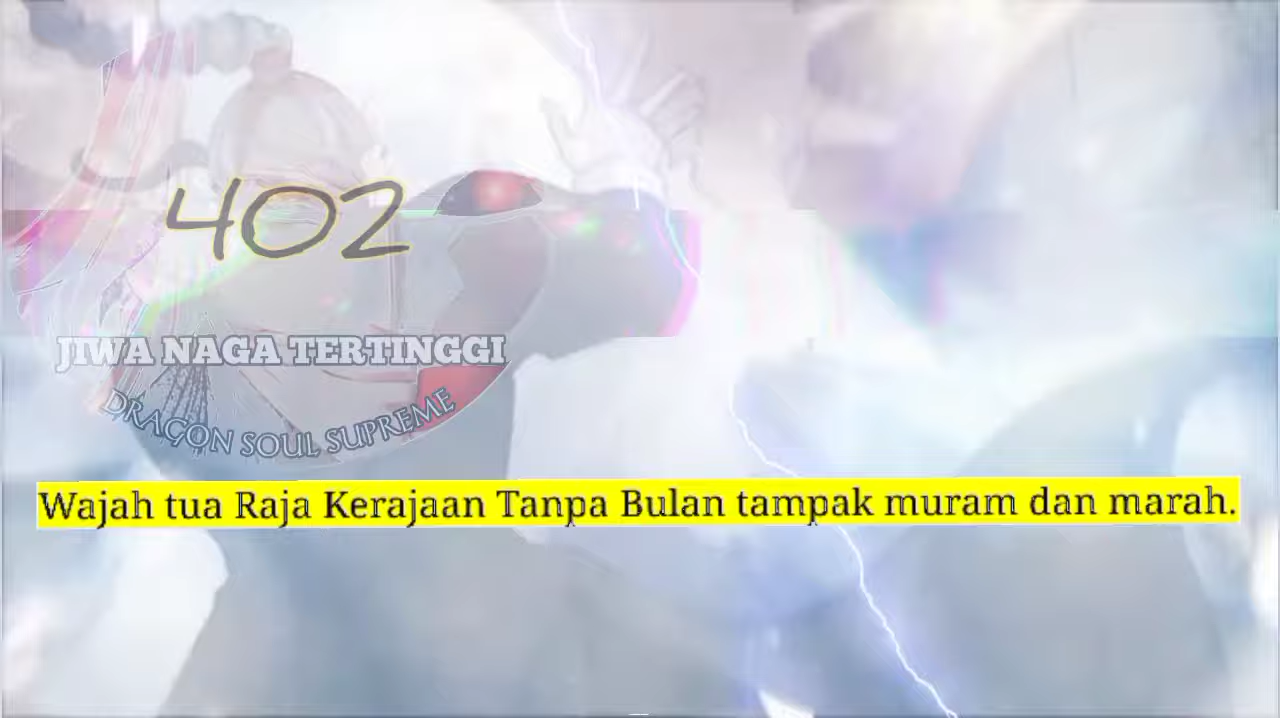 402
JIWA NAGA TERTINGGI
DRAGON SOUL SUPREME
Wajah tua Raja Kerajaan Tanpa Bulan tampak muram dan marah.